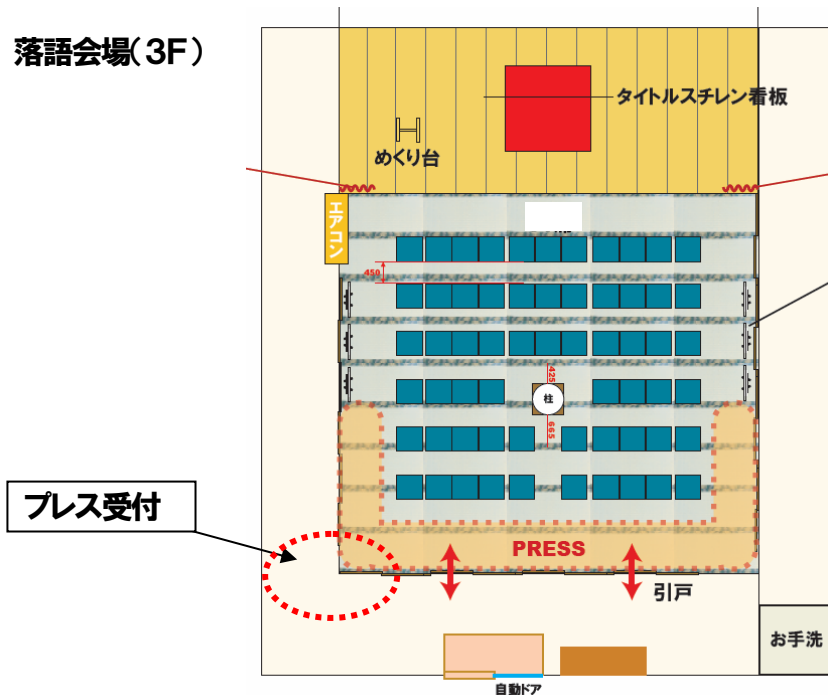 落語会場(3F)
タイトルスチレン看板
めくり台
エアコン
450
425
柱
665
プレス受付
PRESS
引戸
お手洗
自動ドア